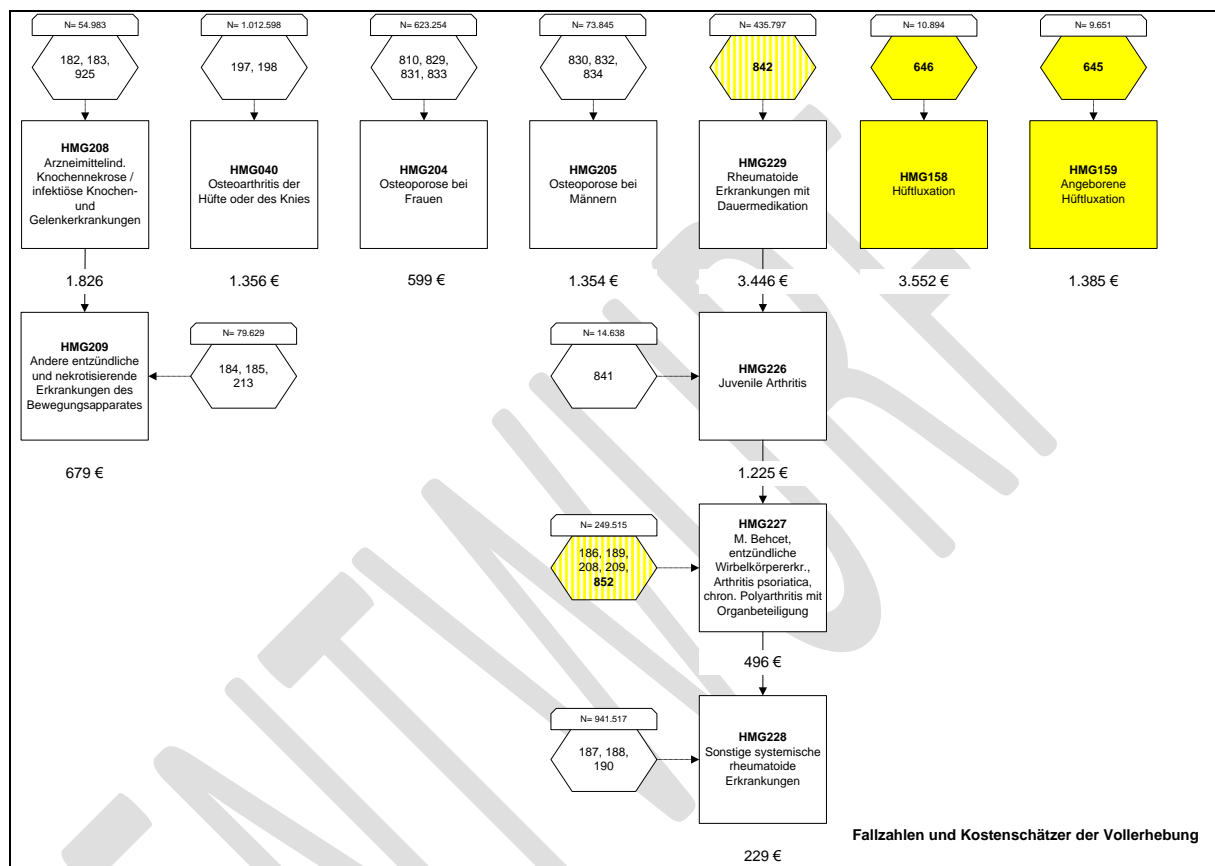 N= 54.983
182, 183,
925
HMG208
Arzneimittelind.
Knochennekrose /
infektiöse Knochen-
und
Gelenkerkrankungen
1.826
N= 1.012.598
197, 198
HMG040
Osteoarthritis der
Hüfte oder des Knies
1.356 €
N= 623.254
810, 829,
831, 833
HMG204
Osteoporose bei
Frauen
599 €
N= 73.845
830, 832,
834
HMG205
Osteoporose bei
Männern
1.354 €
N= 435.797
842
HMG229
Rheumatoide
Erkrankungen mit
Dauermedikation
3.446 €
N= 10.894
646
HMG158
Hüftluxation
3.552 €
N= 9.651
645
HMG159
Angeborene
Hüftluxation
1.385 €
HMG209
Andere entzündliche
und nekrotisierende
Erkrankungen des
Bewegungsapparates
679 €
N= 79.629
184, 185,
213
N= 14.638
841
HMG226
Juvenile Arthritis
1.225 €
N= 249.515
186, 189,
208, 209,
852
HMG227
M. Behcet,
entzündliche
Wirbelkörpererkr.,
Arthritis psoriatica,
chron. Polyarthritis mit
Organbeteiligung
496 €
N= 941.517
187, 188,
190
HMG228
Sonstige systemische
rheumatoide
Erkrankungen
229 €
Fallzahlen und Kostenschätzer der Vollerhebung
ENTWURF